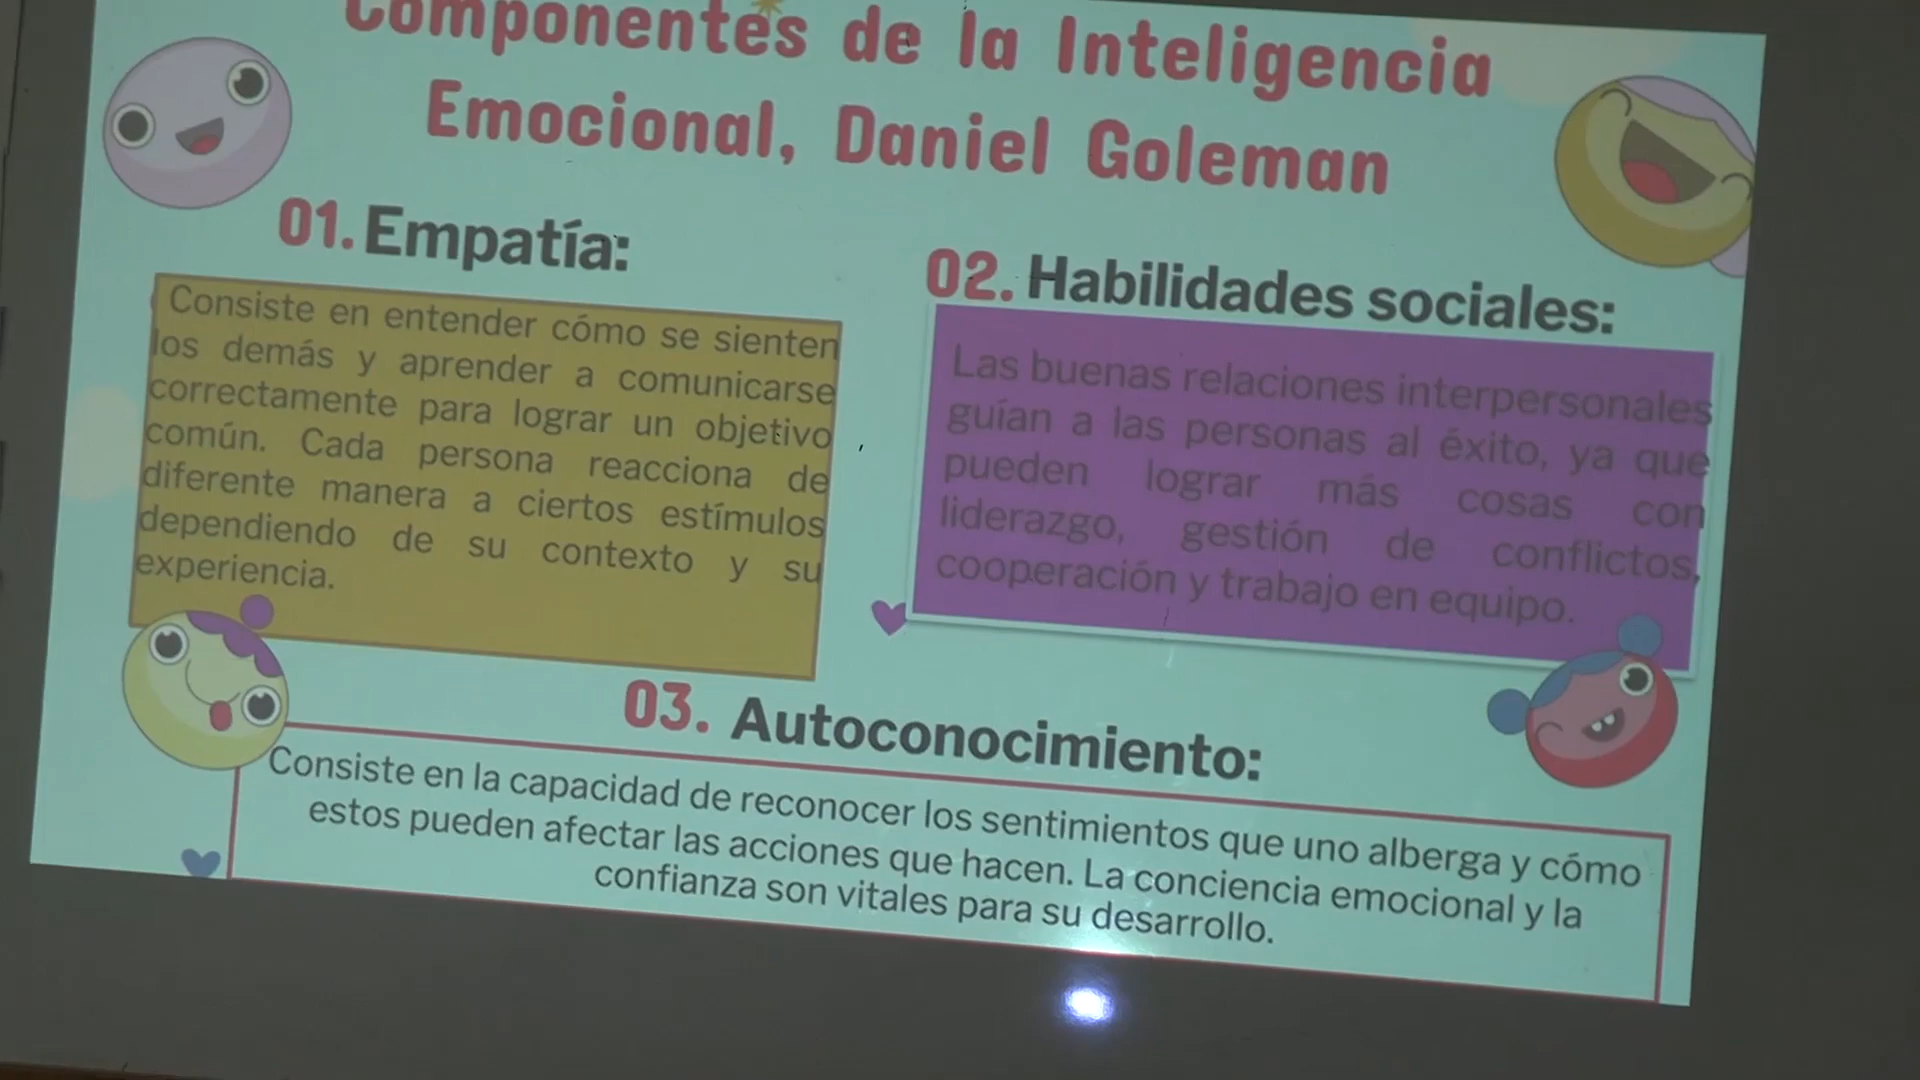 Componentes de la Inteligencia
Emocional, Daniel Goleman
01. Empatía:
Consiste en entender cómo se sienten
los demás y aprender a comunicarse
correctamente para lograr un objetivo
común. Cada persona reacciona de
diferente manera a ciertos estímulos
dependiendo de su contexto y su
experiencia.
02. Habilidades sociales:
Las buenas relaciones interpersonales
guían a las personas al éxito, ya que
pueden lograr más cosas con
liderazgo, gestión de conflictos,
cooperación y trabajo en equipo.
03. Autoconocimiento:
Consiste en la capacidad de reconocer los sentimientos que uno alberga y cómo
estos pueden afectar las acciones que hacen. La conciencia emocional y la
confianza son vitales para su desarrollo.